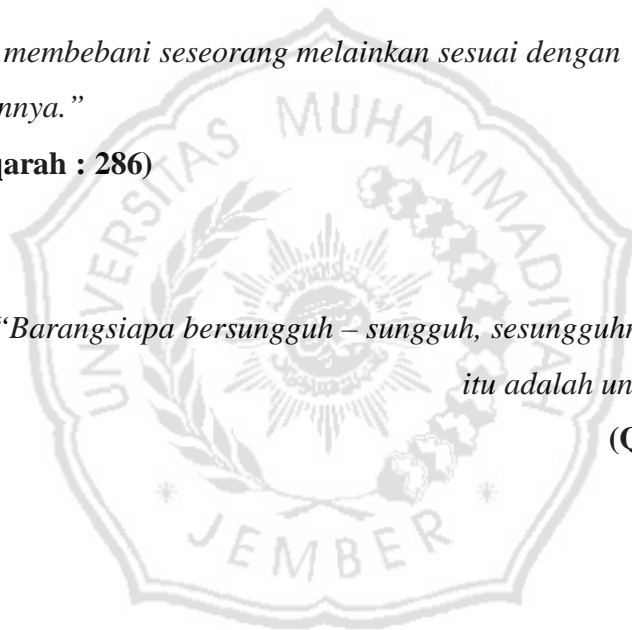 membebani seseorang melainkan sesuai dengan
nnya.”
qarah : 286)
“Barangsiapa bersungguh – sungguh, sesungguhn
itu adalah un
(Q
UNIVERSITAS MUHAMMADIYAH
JEMBER